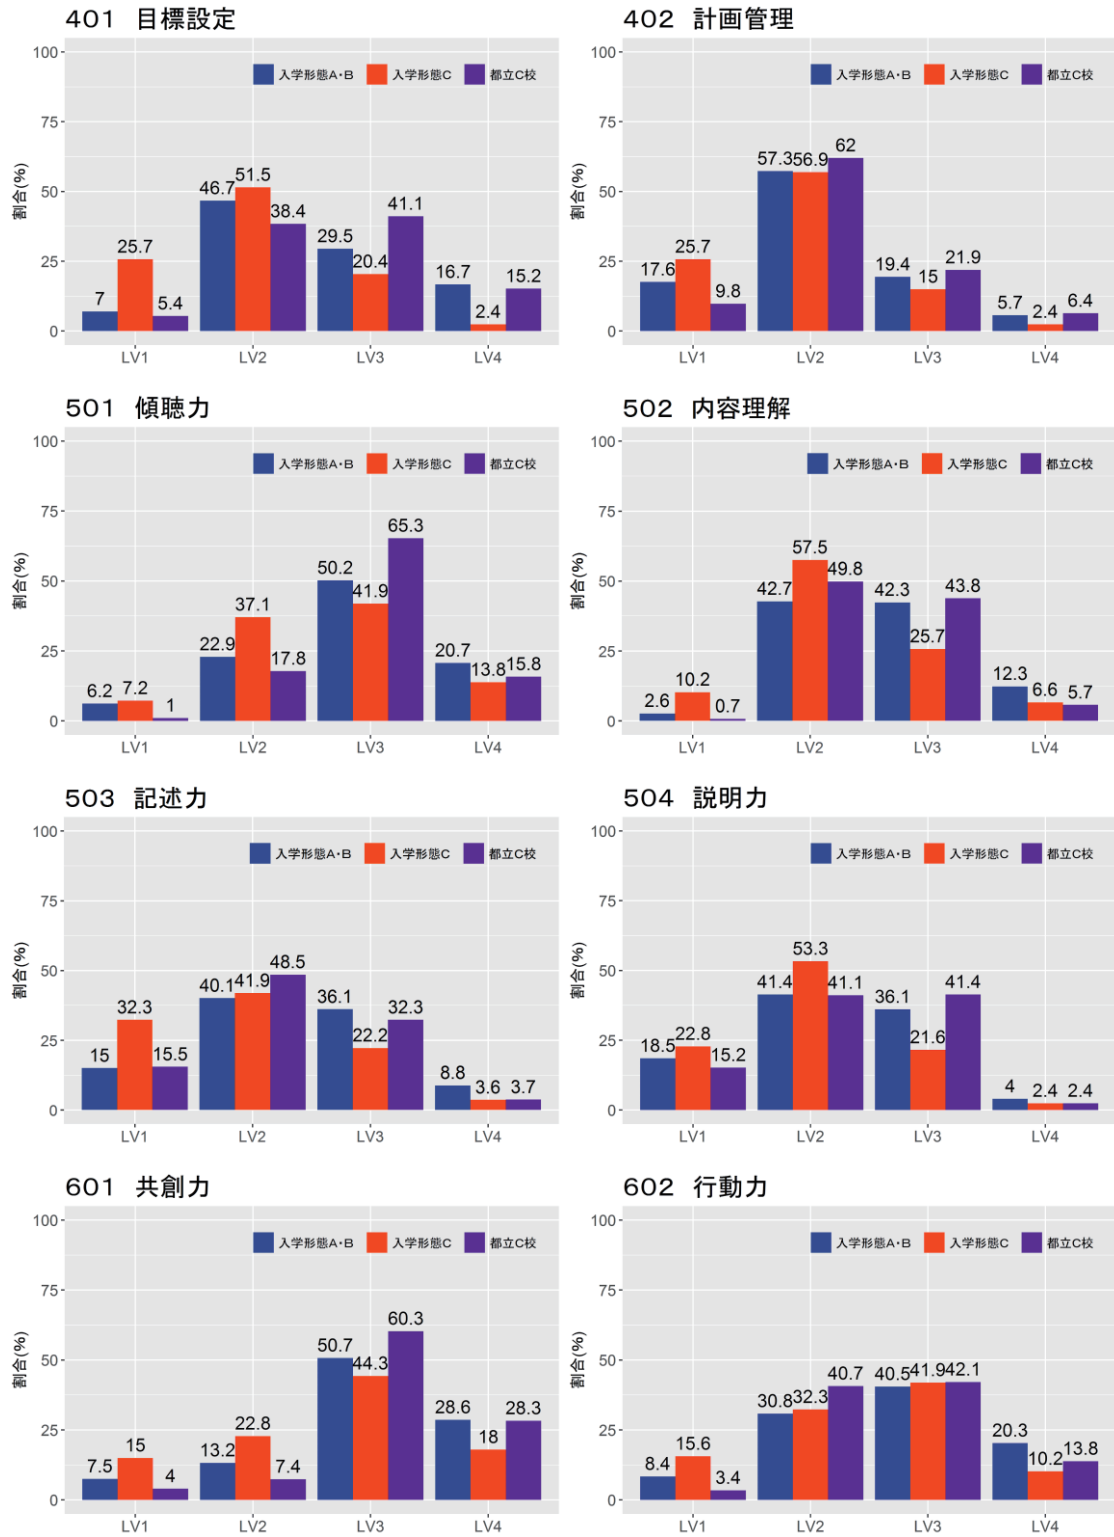 401 目標設定
100
75
50
25
0
割合(%)
入学形態A・B 入学形態C 都立C校
7 25.7 5.4
46.7 51.5 38.4
29.5 20.4 41.1
16.7 2.4 15.2
LV1 LV2 LV3 LV4
402 計画管理
100
75
50
25
0
割合(%)
入学形態A・B 入学形態C 都立C校
17.6 25.7 9.8
57.3 56.9 62
19.4 15 21.9
5.7 2.4 6.4
LV1 LV2 LV3 LV4
501 傾聴力
100
75
50
25
0
割合(%)
入学形態A・B 入学形態C 都立C校
6.2 7.2 1
22.9 37.1 17.8
50.2 41.9 65.3
20.7 13.8 15.8
LV1 LV2 LV3 LV4
502 内容理解
100
75
50
25
0
割合(%)
入学形態A・B 入学形態C 都立C校
2.6 10.2 0.7
42.7 57.5 49.8
42.3 25.7 43.8
12.3 6.6 5.7
LV1 LV2 LV3 LV4
503 記述力
100
75
50
25
0
割合(%)
入学形態A・B 入学形態C 都立C校
15 32.3 15.5
40.1 41.9 48.5
36.1 22.2 32.3
8.8 3.6 3.7
LV1 LV2 LV3 LV4
504 説明力
100
75
50
25
0
割合(%)
入学形態A・B 入学形態C 都立C校
18.5 22.8 15.2
41.4 53.3 41.1
36.1 21.6 41.4
4 2.4 2.4
LV1 LV2 LV3 LV4
601 共創力
100
75
50
25
0
割合(%)
入学形態A・B 入学形態C 都立C校
7.5 15 4
13.2 22.8 7.4
50.7 44.3 60.3
28.6 18 28.3
LV1 LV2 LV3 LV4
602 行動力
100
75
50
25
0
割合(%)
入学形態A・B 入学形態C 都立C校
8.4 15.6 3.4
30.8 32.3 40.7
40.5 41.9 42.1
20.3 10.2 13.8
LV1 LV2 LV3 LV4